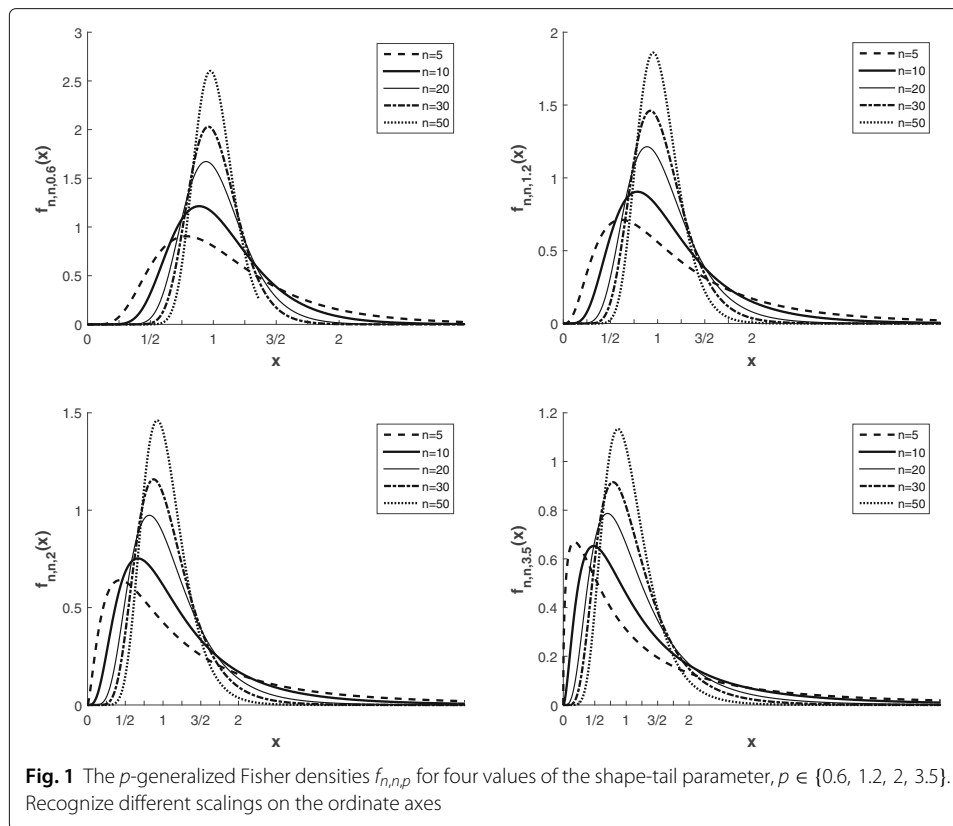 3
2.5
2
1.5
1
0.5
0
0
1/2
1
3/2
2
x
f_{n,n,0.6}(x)
n=5
n=10
n=20
n=30
n=50
2
1.5
1
0.5
0
0
1/2
1
3/2
2
x
f_{n,n,1.2}(x)
n=5
n=10
n=20
n=30
n=50
1.5
1
0.5
0
0
1/2
1
3/2
2
x
f_{n,n,2}(x)
n=5
n=10
n=20
n=30
n=50
1.2
1
0.8
0.6
0.4
0.2
0
0
1/2
1
3/2
2
x
f_{n,n,3.5}(x)
n=5
n=10
n=20
n=30
n=50
Fig. 1 The p-generalized Fisher densities f_{n,n,p} for four values of the shape-tail parameter, p ∈ {0.6, 1.2, 2, 3.5}.
Recognize different scalings on the ordinate axes